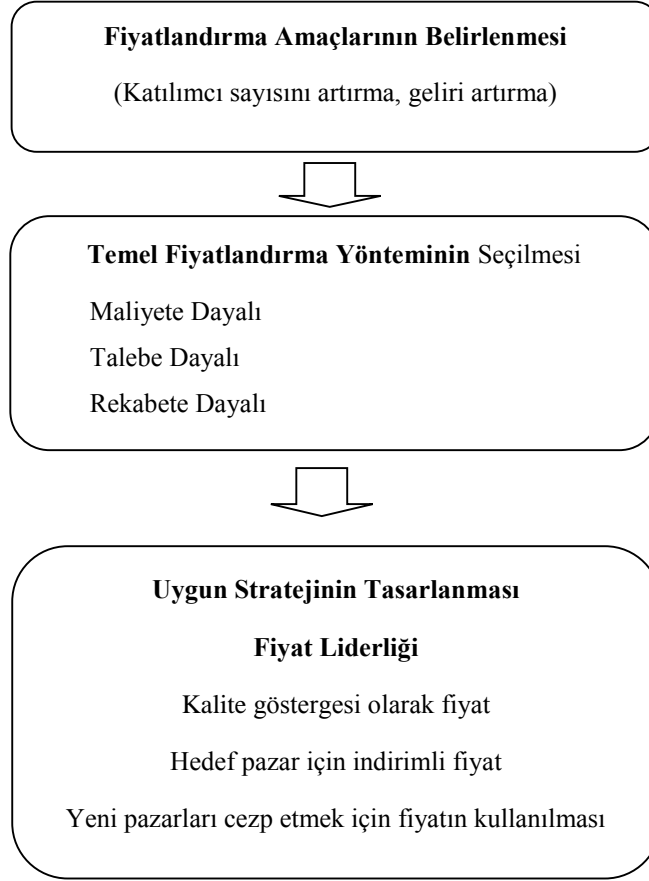 Fiyatlandırma Amaçlarının Belirlenmesi
(Katılımcı sayısını artırma, geliri artırma)
Temel Fiyatlandırma Yönteminin Seçilmesi
Maliyete Dayalı
Talebe Dayalı
Rekabete Dayalı
Uygun Stratejinin Tasarlanması
Fiyat Liderliği
Kalite göstergesi olarak fiyat
Hedef pazar için indirimli fiyat
Yeni pazarları cezp etmek için fiyatın kullanılması